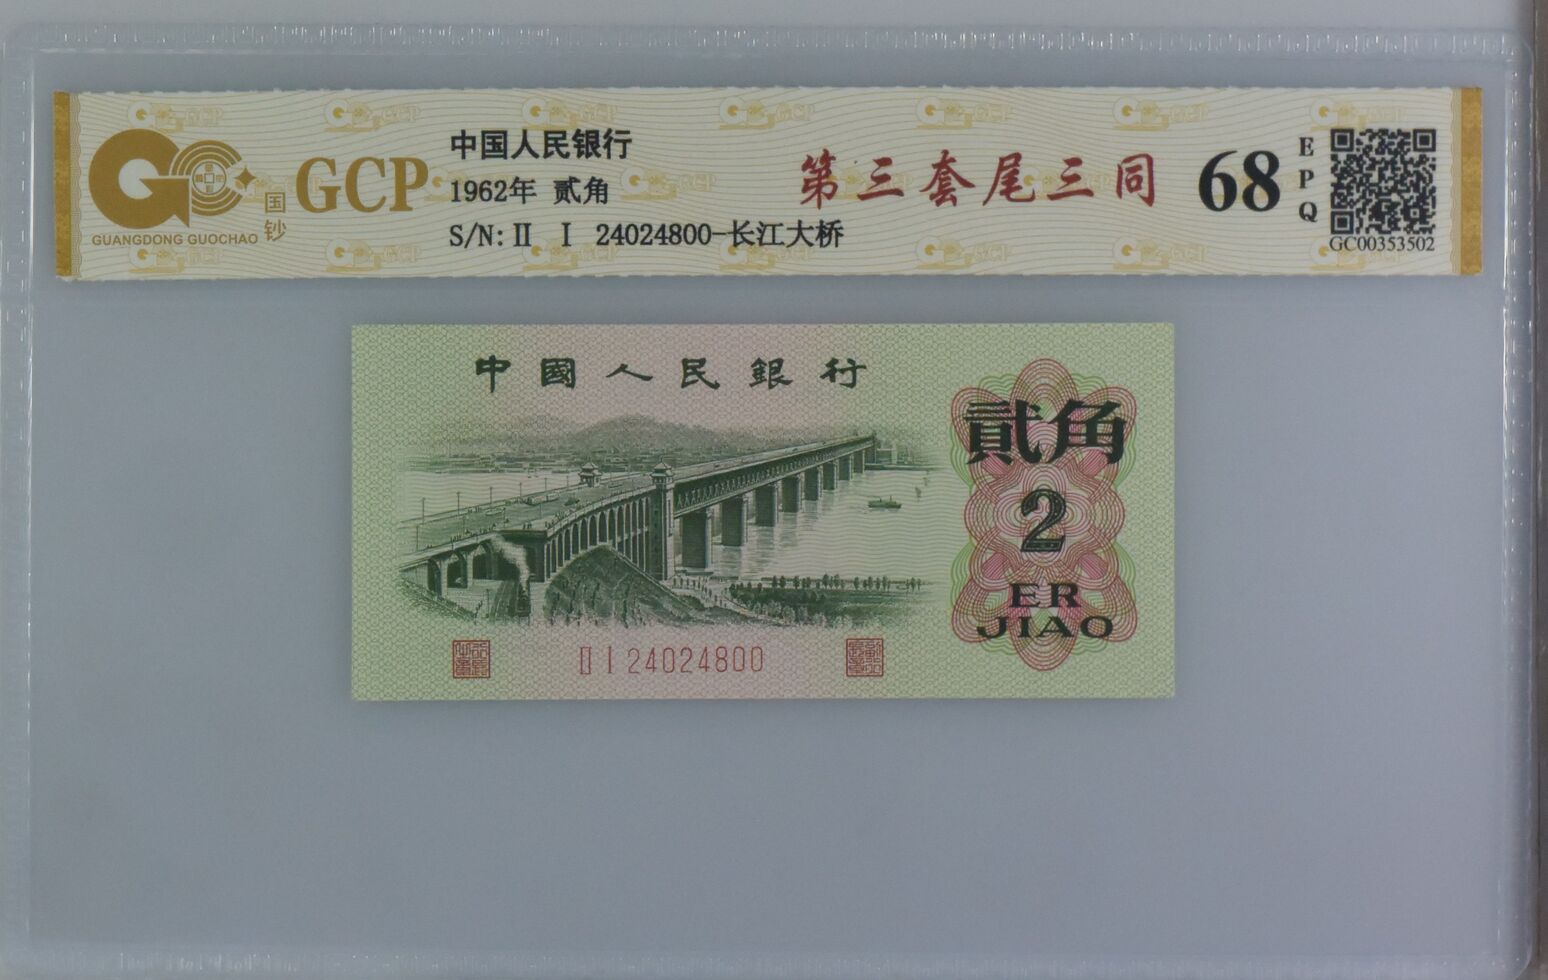 GUANGDONG GUOCHAO
国钞
GCP
中国人民银行
1962年 贰角
S/N: II I 24024800-长江大桥
第三套尾三同
68
EPQ
GC00353502
中國人民銀行
貳角
2
ER
JIAO
II I 24024800